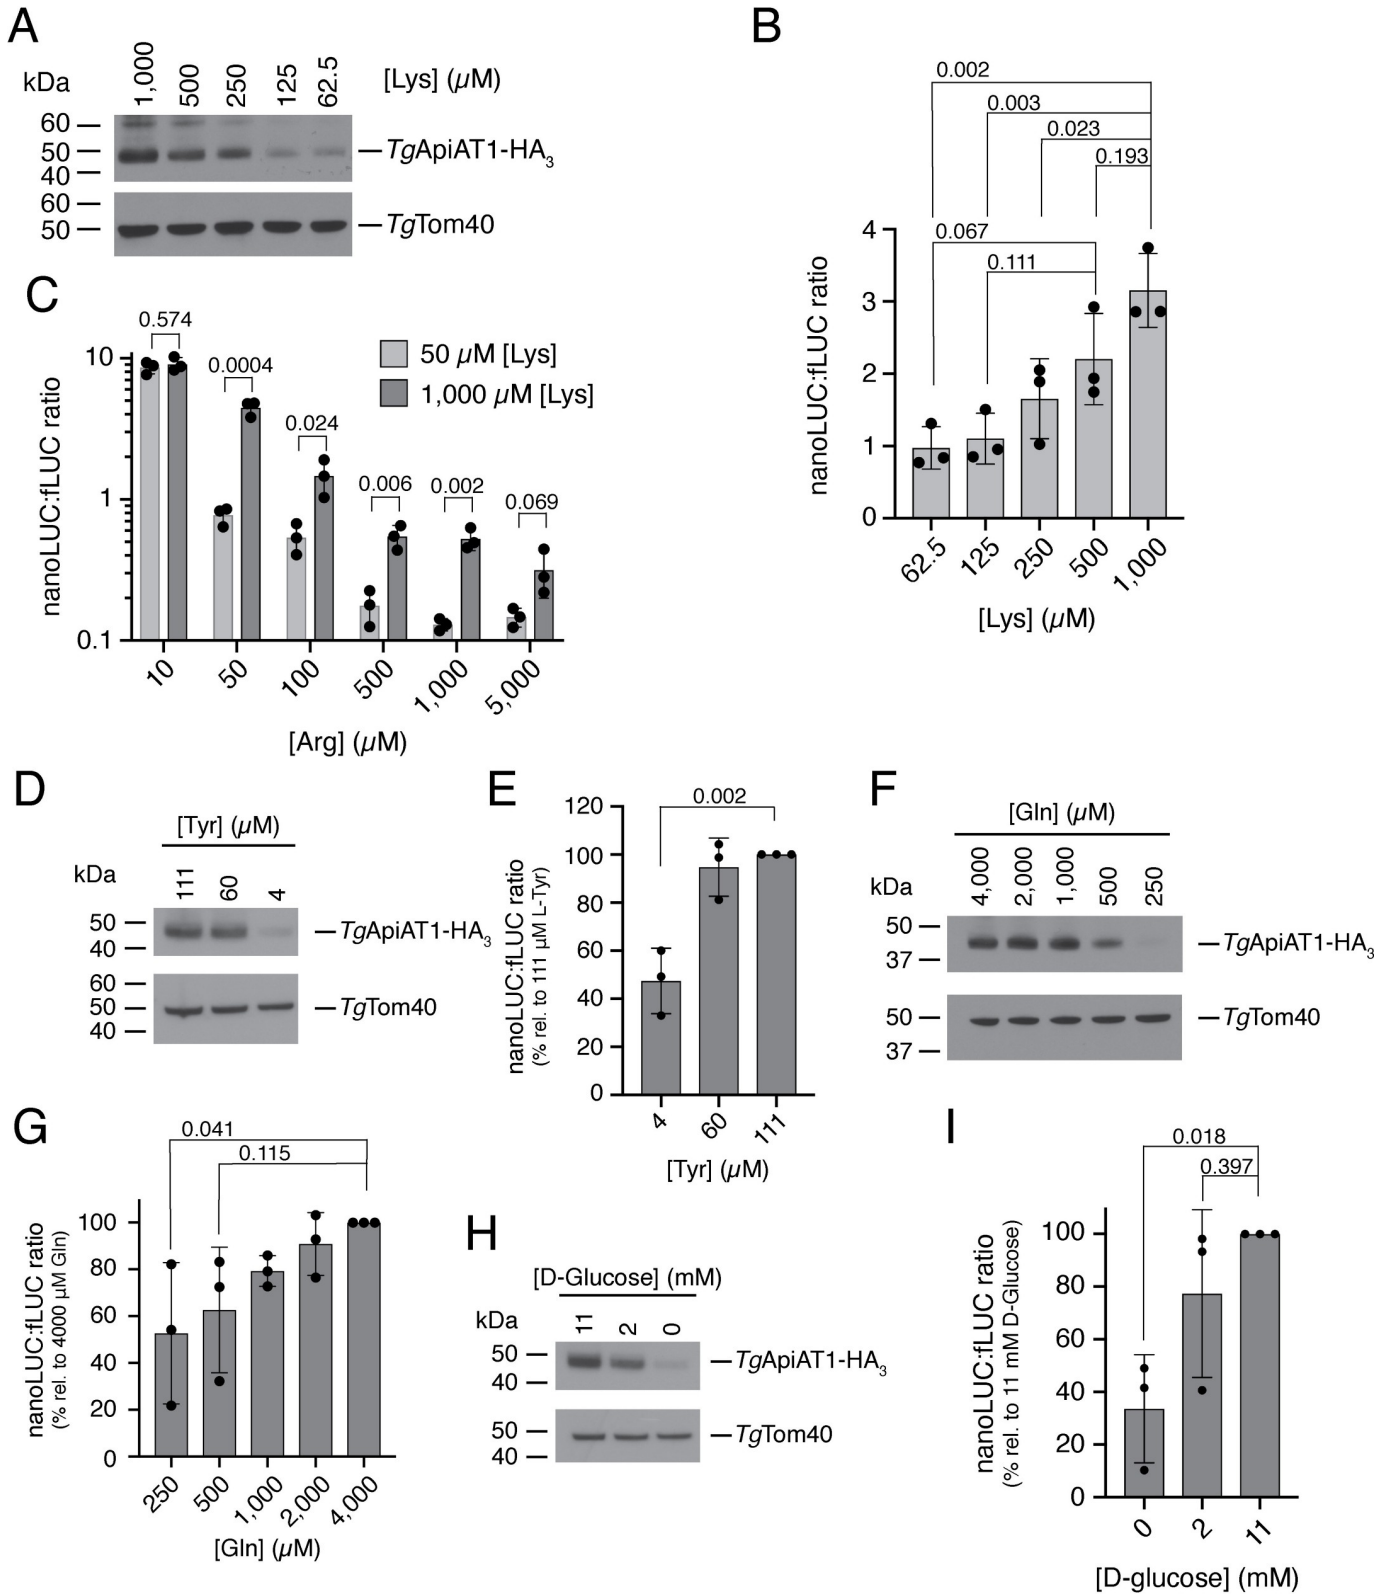 A
kDa
1,000
500
250
125
62.5
[Lys] (µM)
60
50
40
TgApiAT1-HA3
60
50
TgTom40
B
0.002
0.003
0.023
0.193
0.067
0.111
nanoLUC:fLUC ratio
4
3
2
1
0
62.5
125
250
500
1,000
[Lys] (µM)
C
0.574
0.0004
0.024
0.006
0.002
0.069
50 µM [Lys]
1,000 µM [Lys]
nanoLUC:fLUC ratio
10
1
0.1
10
50
100
500
1,000
5,000
[Arg] (µM)
D
[Tyr] (µM)
kDa
111
60
4
50
40
TgApiAT1-HA3
60
50
40
TgTom40
E
0.002
nanoLUC:fLUC ratio
(% rel. to 111 µM L-Tyr)
120
100
80
60
40
20
0
4
60
111
[Tyr] (µM)
F
[Gln] (µM)
kDa
4,000
2,000
1,000
500
250
50
37
TgApiAT1-HA3
50
37
TgTom40
G
0.041
0.115
nanoLUC:fLUC ratio
(% rel. to 4000 µM Gln)
100
80
60
40
20
0
250
500
1,000
2,000
4,000
[Gln] (µM)
H
[D-Glucose] (mM)
kDa
11
2
0
50
40
TgApiAT1-HA3
50
40
TgTom40
I
0.018
0.397
nanoLUC:fLUC ratio
(% rel. to 11 mM D-Glucose)
100
80
60
40
20
0
0
2
11
[D-glucose] (mM)